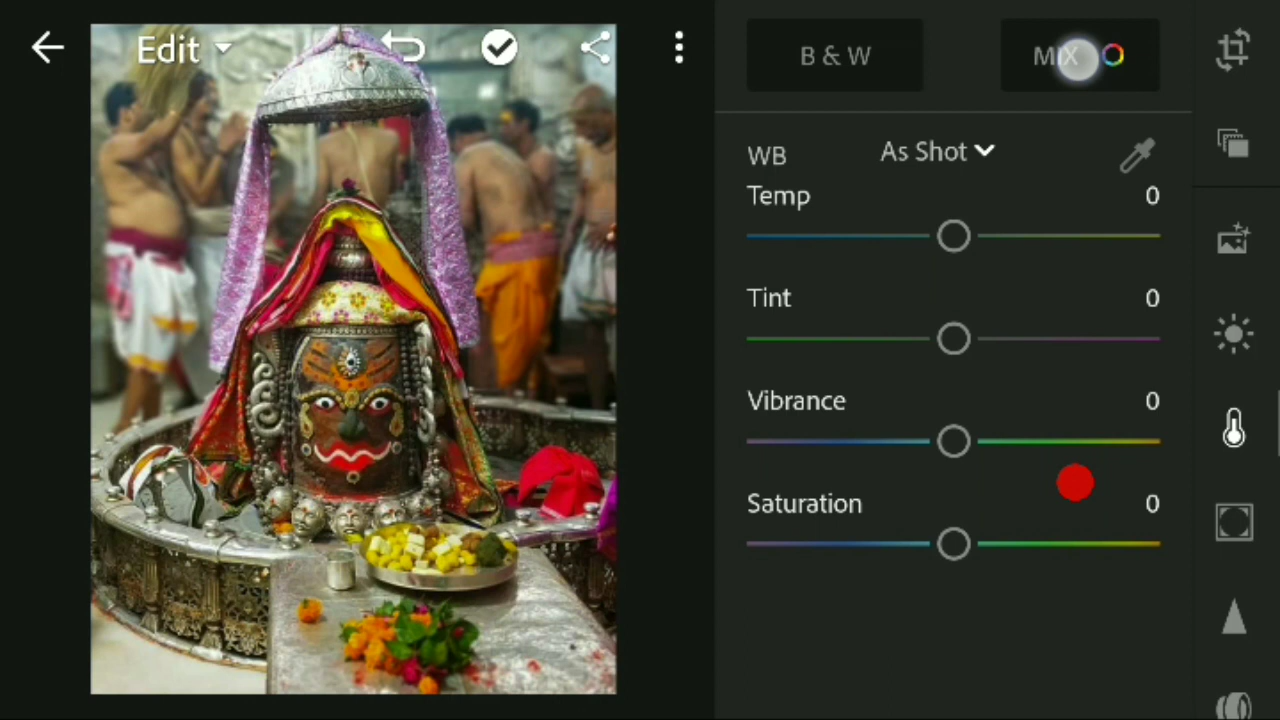 Edit
B & W
MIX
WB
As Shot
Temp
0
Tint
0
Vibrance
0
Saturation
0